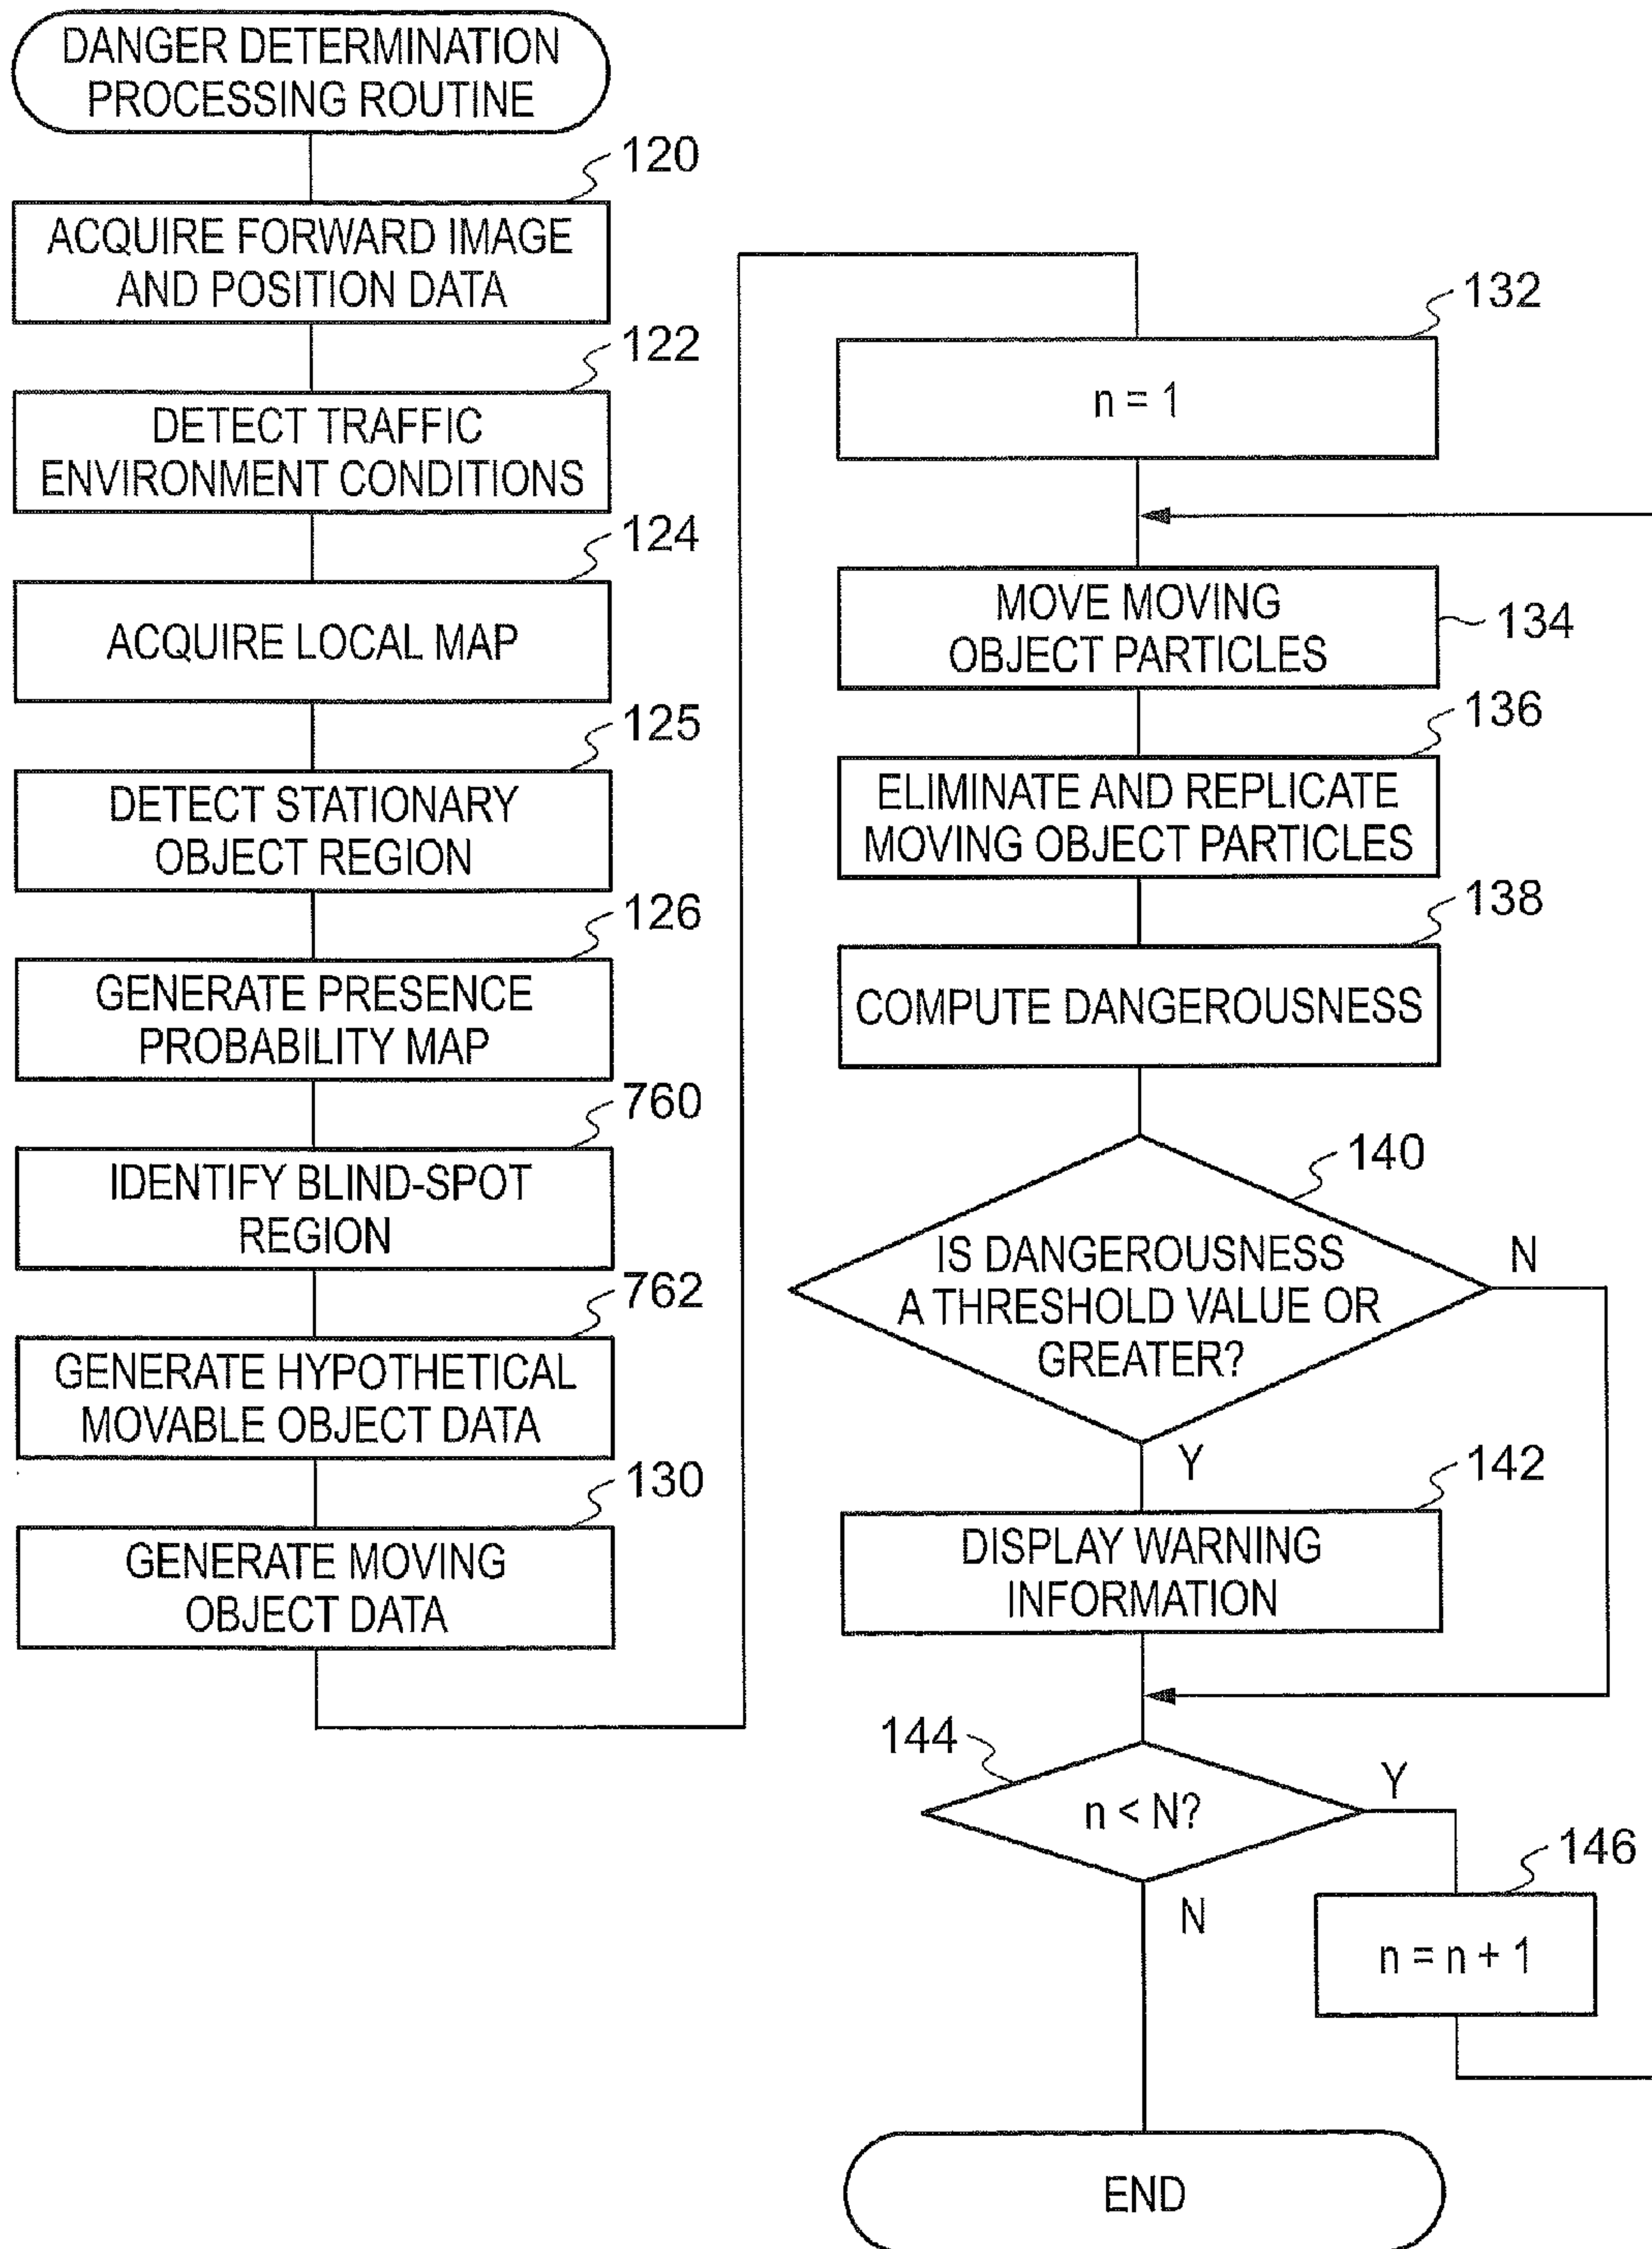 DANGER DETERMINATION
PROCESSING ROUTINE
120
ACQUIRE FORWARD IMAGE
AND POSITION DATA
122
DETECT TRAFFIC
ENVIRONMENT CONDITIONS
124
ACQUIRE LOCAL MAP
125
DETECT STATIONARY
OBJECT REGION
126
GENERATE PRESENCE
PROBABILITY MAP
760
IDENTIFY BLIND-SPOT
REGION
762
GENERATE HYPOTHETICAL
MOVABLE OBJECT DATA
130
GENERATE MOVING
OBJECT DATA
132
n = 1
MOVE MOVING
OBJECT PARTICLES
134
136
ELIMINATE AND REPLICATE
MOVING OBJECT PARTICLES
138
COMPUTE DANGEROUSNESS
140
IS DANGEROUSNESS
A THRESHOLD VALUE OR
GREATER?
N
Y
142
DISPLAY WARNING
INFORMATION
144
n < N?
Y
N
146
n = n + 1
END